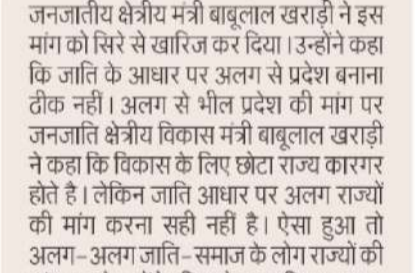 जनजातीय क्षेत्रीय मंत्री बाबूलाल खराड़ी ने इस
मांग को सिरे से खारिज कर दिया । उन्होंने कहा
कि जाति के आधार पर अलग से प्रदेश बनाना
ठीक नहीं । अलग से भील प्रदेश की मांग पर
जनजाति क्षेत्रीय विकास मंत्री बाबूलाल खराड़ी
ने कहा कि विकास के लिए छोटा राज्य कारगर
होते है । लेकिन जाति आधार पर अलग राज्यों
की मांग करना सही नहीं है । ऐसा हुआ तो
अलग-अलग जाति-समाज के लोग राज्यों की